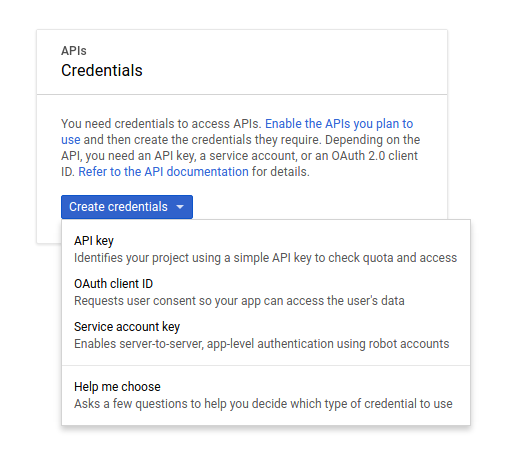 APIs
Credentials
You need credentials to access APIs. Enable the APIs you plan to
use and then create the credentials they require. Depending on the
API, you need an API key, a service account, or an OAuth 2.0 client
ID. Refer to the API documentation for details.
Create credentials
API key
Identifies your project using a simple API key to check quota and access
OAuth client ID
Requests user consent so your app can access the user's data
Service account key
Enables server-to-server, app-level authentication using robot accounts
Help me choose
Asks a few questions to help you decide which type of credential to use